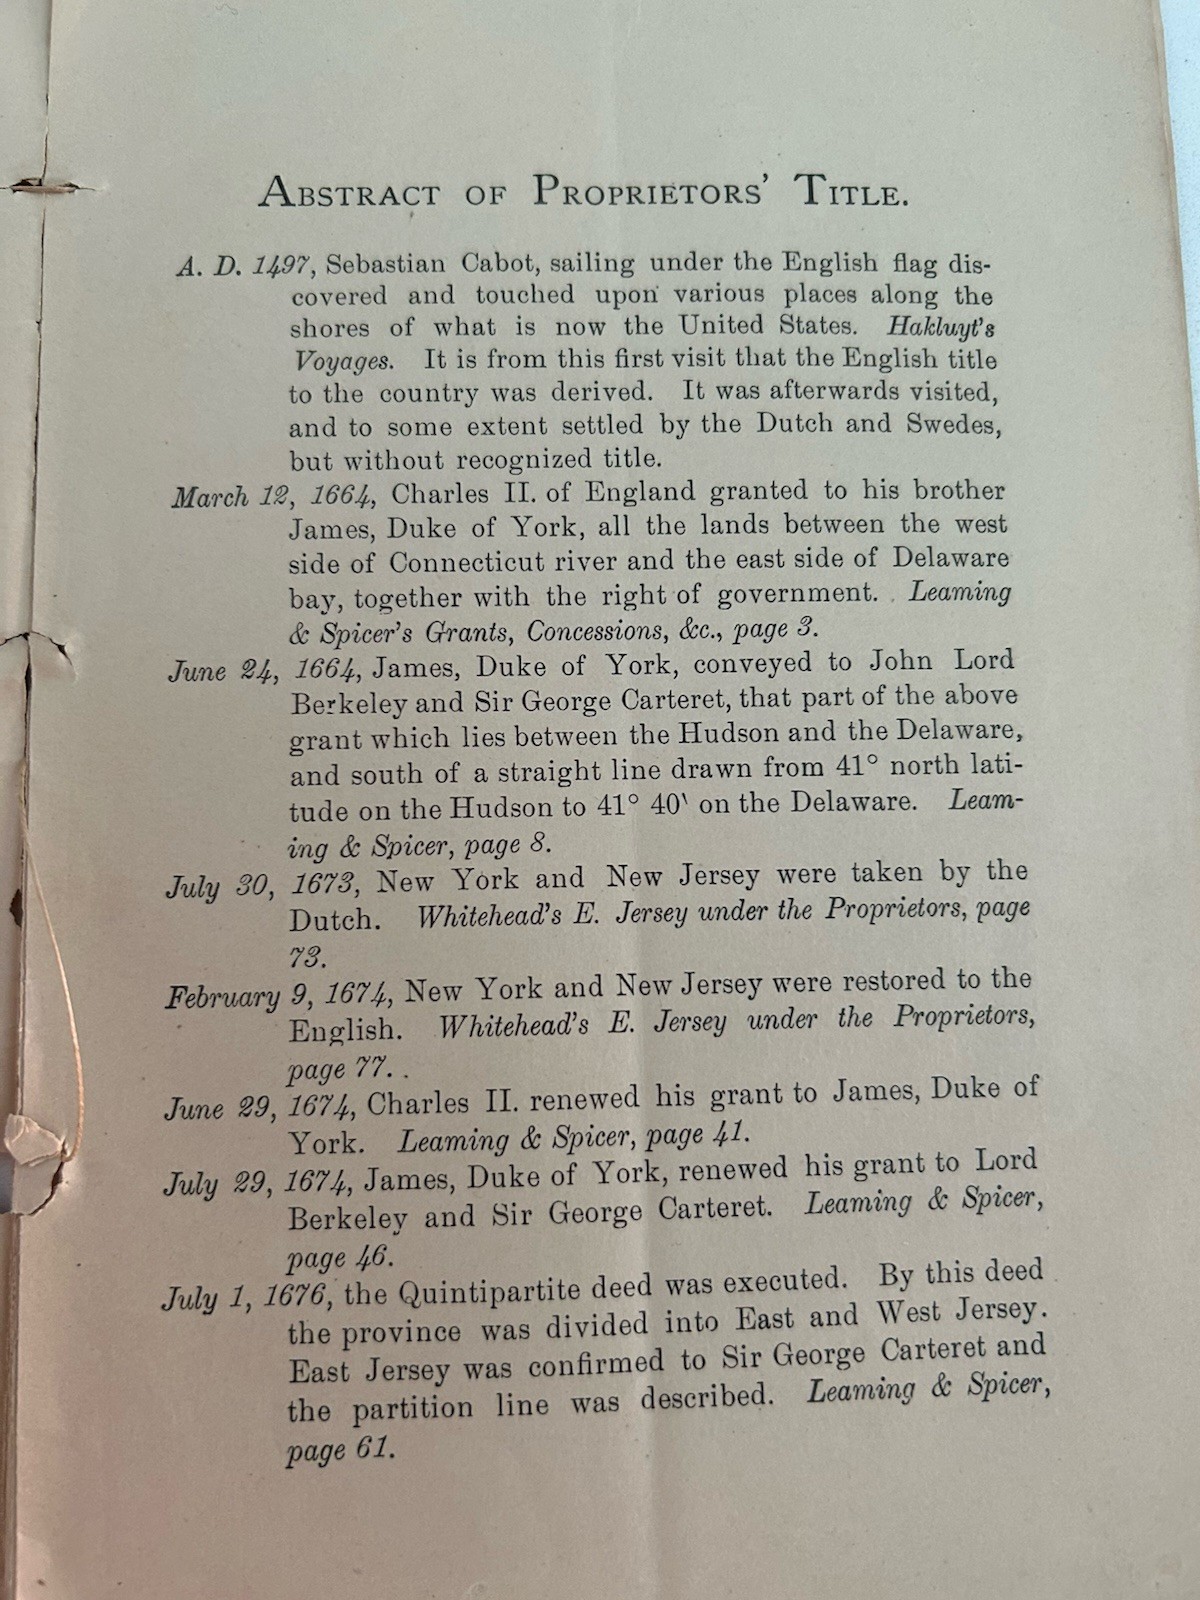 ABSTRACT OF PROPRIETORS' TITLE.
A. D. 1497, Sebastian Cabot, sailing under the English flag dis-
covered and touched upon various places along the
shores of what is now the United States. Hakluyt's
Voyages. It is from this first visit that the English title
to the country was derived. It was afterwards visited,
and to some extent settled by the Dutch and Swedes,
but without recognized title.
March 12, 1664, Charles II. of England granted to his brother
James, Duke of York, all the lands between the west
side of Connecticut river and the east side of Delaware
bay, together with the right of government. Leaming
& Spicer's Grants, Concessions, &c., page 3.
June 24, 1664, James, Duke of York, conveyed to John Lord
Berkeley and Sir George Carteret, that part of the above
grant which lies between the Hudson and the Delaware,
and south of a straight line drawn from 41° north lati-
tude on the Hudson to 41° 40' on the Delaware. Leam-
ing & Spicer, page 8.
July 30, 1673, New York and New Jersey were taken by the
Dutch. Whitehead's E. Jersey under the Proprietors, page
73.
February 9, 1674, New York and New Jersey were restored to the
English. Whitehead's E. Jersey under the Proprietors,
page 77.
June 29, 1674, Charles II. renewed his grant to James, Duke of
York. Leaming & Spicer, page 41.
July 29, 1674, James, Duke of York, renewed his grant to Lord
Berkeley and Sir George Carteret. Leaming & Spicer,
page 46.
July 1, 1676, the Quintipartite deed was executed. By this deed
the province was divided into East and West Jersey.
East Jersey was confirmed to Sir George Carteret and
the partition line was described. Leaming & Spicer,
page 61.